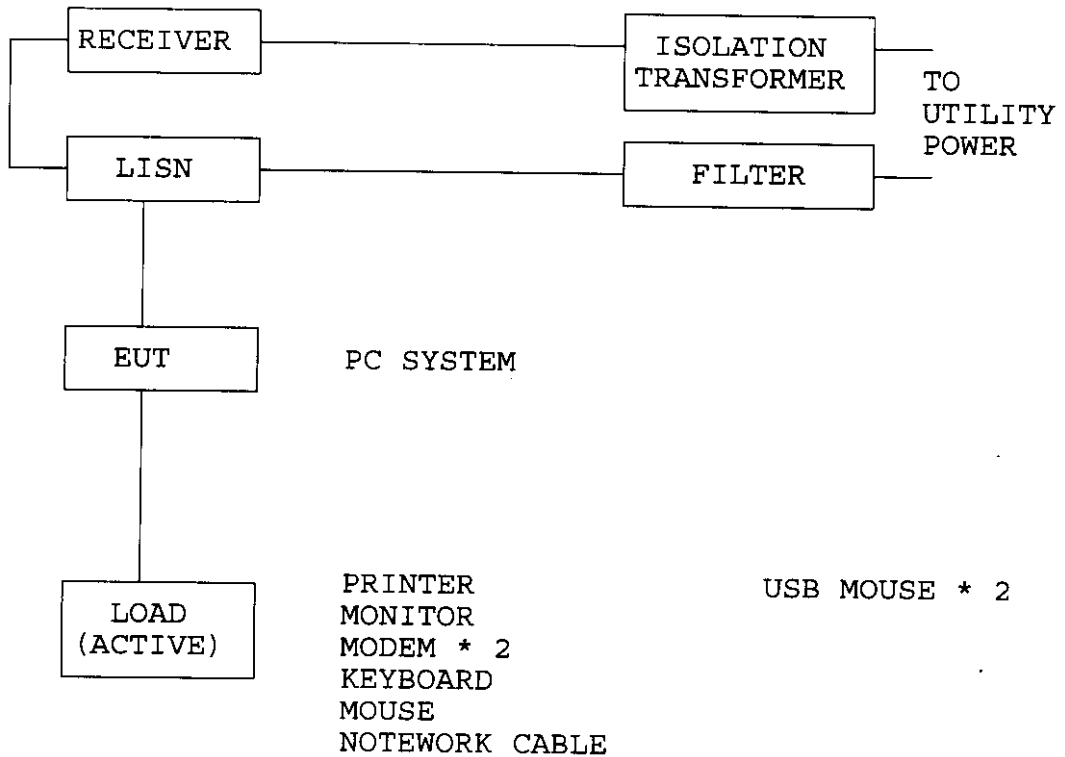 RECEIVER
ISOLATION
TRANSFORMER
TO
UTILITY
POWER
LISN
FILTER
EUT
PC SYSTEM
LOAD
(ACTIVE)
PRINTER
MONITOR
MODEM * 2
KEYBOARD
MOUSE
NOTEWORK CABLE
USB MOUSE * 2